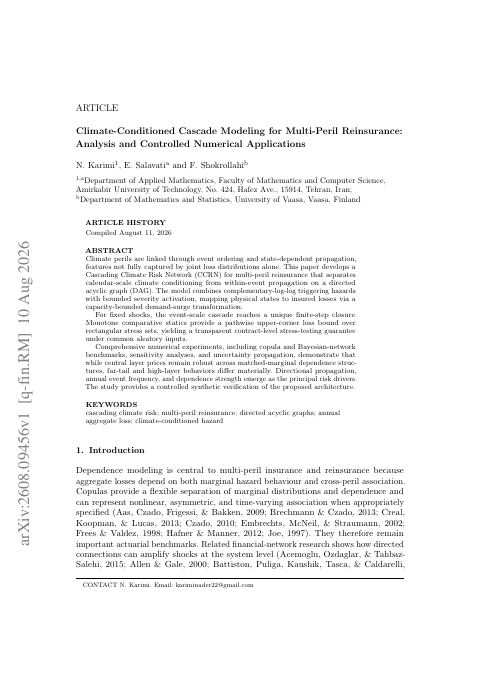 ARTICLE
Climate-Conditioned Cascade Modeling for Multi-Peril Reinsurance:
Analysis and Controlled Numerical Applications
N. Karimi¹, E. Salavatiᵃ and F. Shokrollahiᵇ
¹,ᵃDepartment of Applied Mathematics, Faculty of Mathematics and Computer Science,
Amirkabir University of Technology, No. 424, Hafez Ave., 15914, Tehran, Iran;
ᵇDepartment of Mathematics and Statistics, University of Vaasa, Vaasa, Finland
ARTICLE HISTORY
Compiled August 11, 2026
ABSTRACT
Climate perils are linked through event ordering and state-dependent propagation,
features not fully captured by joint loss distributions alone. This paper develops a
Cascading Climate Risk Network (CCRN) for multi-peril reinsurance that separates
calendar-scale climate conditioning from within-event propagation on a directed
acyclic graph (DAG). The model combines complementary-log-log triggering hazards
with bounded severity activation, mapping physical states to insured losses via a
capacity-bounded demand-surge transformation.
For fixed shocks, the event-scale cascade reaches a unique finite-step closure.
Monotone comparative statics provide a pathwise upper-corner loss bound over
rectangular stress sets, yielding a transparent contract-level stress-testing guarantee
under common aleatory inputs.
Comprehensive numerical experiments, including copula and Bayesian-network
benchmarks, sensitivity analyses, and uncertainty propagation, demonstrate that
while central layer prices remain robust across matched-marginal dependence struc-
tures, far-tail and high-layer behaviors differ materially. Directional propagation,
annual event frequency, and dependence strength emerge as the principal risk drivers.
The study provides a controlled synthetic verification of the proposed architecture.
KEYWORDS
cascading climate risk; multi-peril reinsurance; directed acyclic graphs; annual
aggregate loss; climate-conditioned hazard
1. Introduction
Dependence modeling is central to multi-peril insurance and reinsurance because
aggregate losses depend on both marginal hazard behaviour and cross-peril association.
Copulas provide a flexible separation of marginal distributions and dependence and
can represent nonlinear, asymmetric, and time-varying association when appropriately
specified (Aas, Czado, Frigessi, & Bakken, 2009; Brechmann & Czado, 2013; Creal,
Koopman, & Lucas, 2013; Czado, 2010; Embrechts, McNeil, & Straumann, 2002;
Frees & Valdez, 1998; Hafner & Manner, 2012; Joe, 1997). They therefore remain
important actuarial benchmarks. Related financial-network research shows how directed
connections can amplify shocks at the system level (Acemoglu, Ozdaglar, & Tahbaz-
Salehi, 2015; Allen & Gale, 2000; Battiston, Puliga, Kaushik, Tasca, & Caldarelli,
CONTACT N. Karimi. Email: kariminader22@gmail.com
arXiv:2608.09456v1 [q-fin.RM] 10 Aug 2026